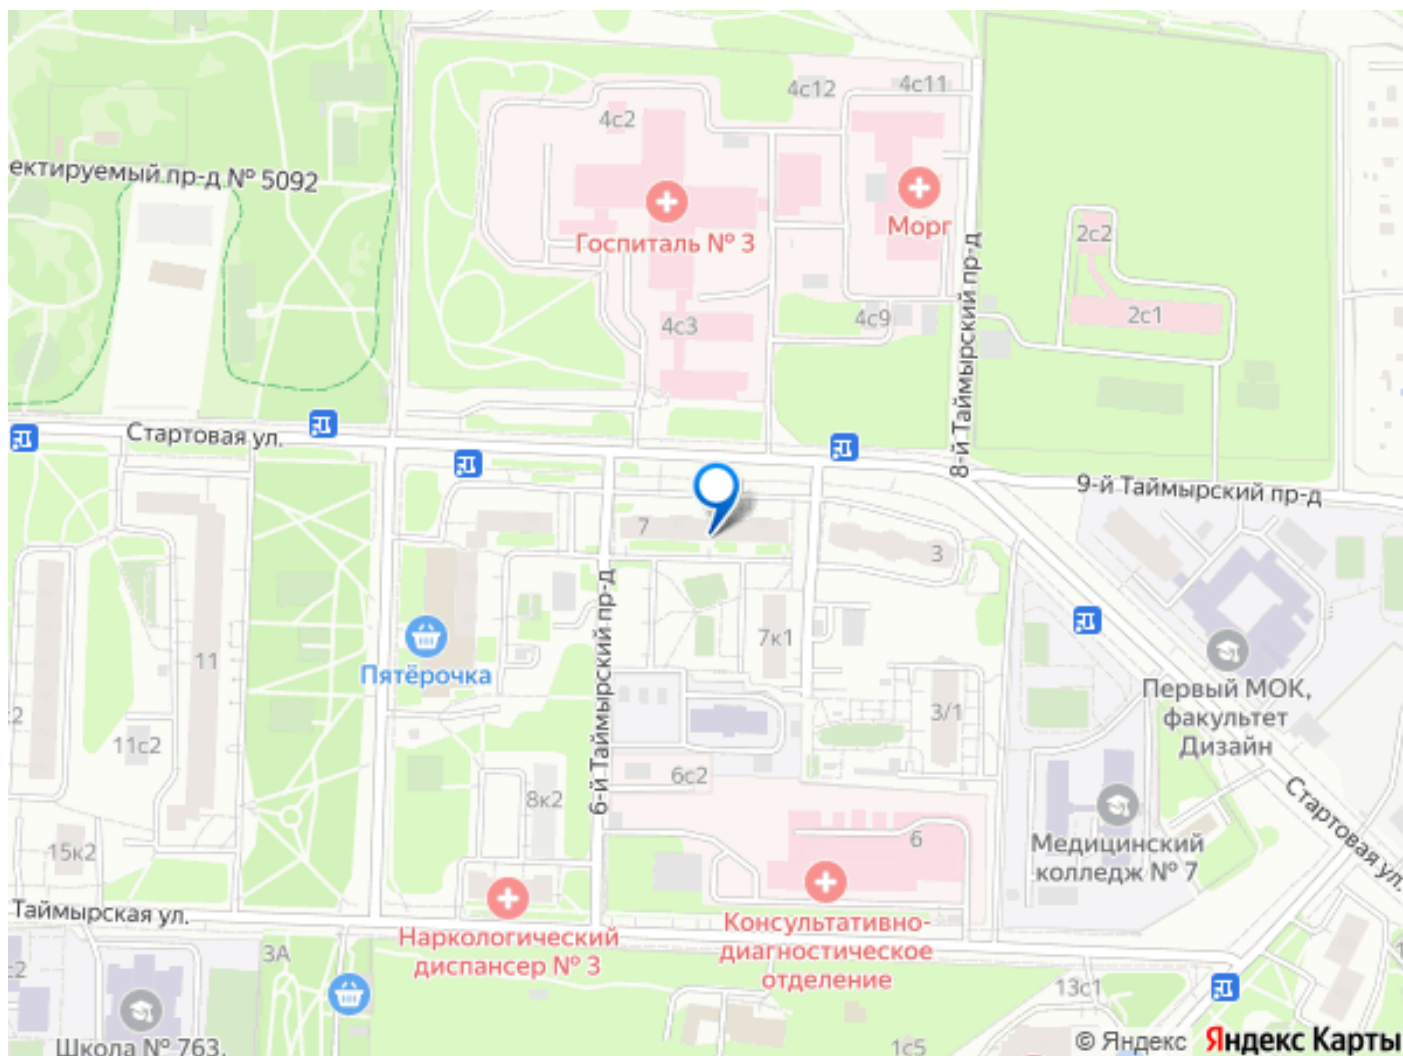 4с12
4с11
4с2
ектируемый пр-д № 5092
Госпиталь № 3
Морг
2с2
8-й Таймырский пр-д
4с3
4с9
2с1
Стартовая ул.
9-й Таймырский пр-д
7
3
6-й Таймырский пр-д
Пятёрочка
11
7к1
Первый МОК,
факультет
Дизайн
3/1
2
11с2
6с2
8к2
Стартовая ул.
15к2
6
Медицинский
колледж № 7
Таймырская ул.
Наркологический
диспансер № 3
Консультативно-
диагностическое
отделение
3А
2
13с1
1
Школа № 763,
1с5
© Яндекс Яндекс Карты